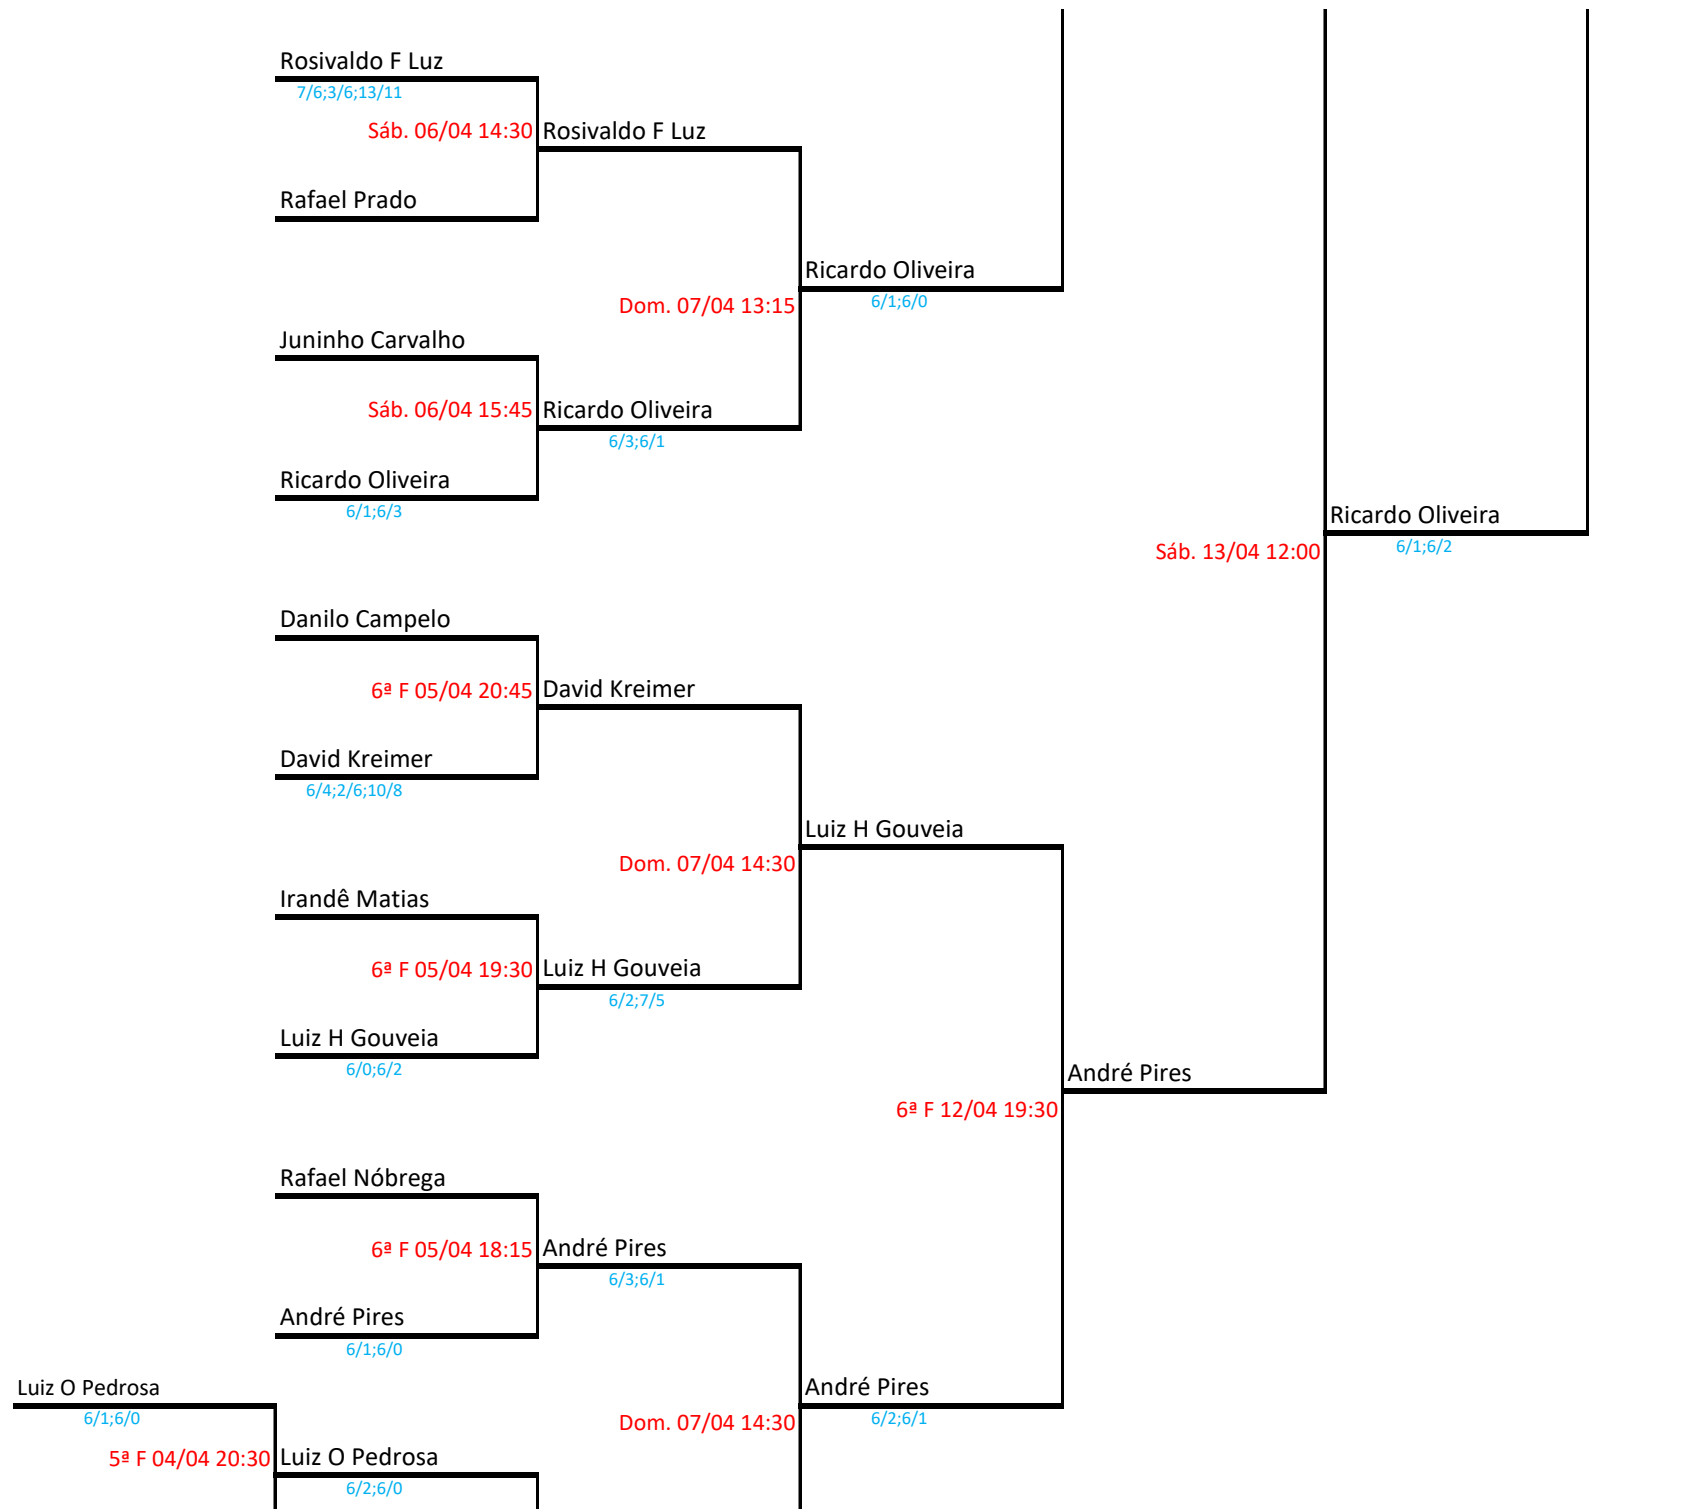 Rosivaldo F Luz
7/6;3/6;13/11
Sáb. 06/04 14:30
Rosivaldo F Luz
Rafael Prado
Ricardo Oliveira
Dom. 07/04 13:15
6/1;6/0
Juninho Carvalho
Sáb. 06/04 15:45
Ricardo Oliveira
6/3;6/1
Ricardo Oliveira
6/1;6/3
Ricardo Oliveira
Sáb. 13/04 12:00
6/1;6/2
Danilo Campelo
6ª F 05/04 20:45
David Kreimer
David Kreimer
6/4;2/6;10/8
Luiz H Gouveia
Dom. 07/04 14:30
Irandê Matias
6ª F 05/04 19:30
Luiz H Gouveia
6/2;7/5
Luiz H Gouveia
6/0;6/2
André Pires
6ª F 12/04 19:30
Rafael Nóbrega
6ª F 05/04 18:15
André Pires
6/3;6/1
André Pires
6/1;6/0
Luiz O Pedrosa
6/1;6/0
André Pires
Dom. 07/04 14:30
6/2;6/1
5ª F 04/04 20:30
Luiz O Pedrosa
6/2;6/0